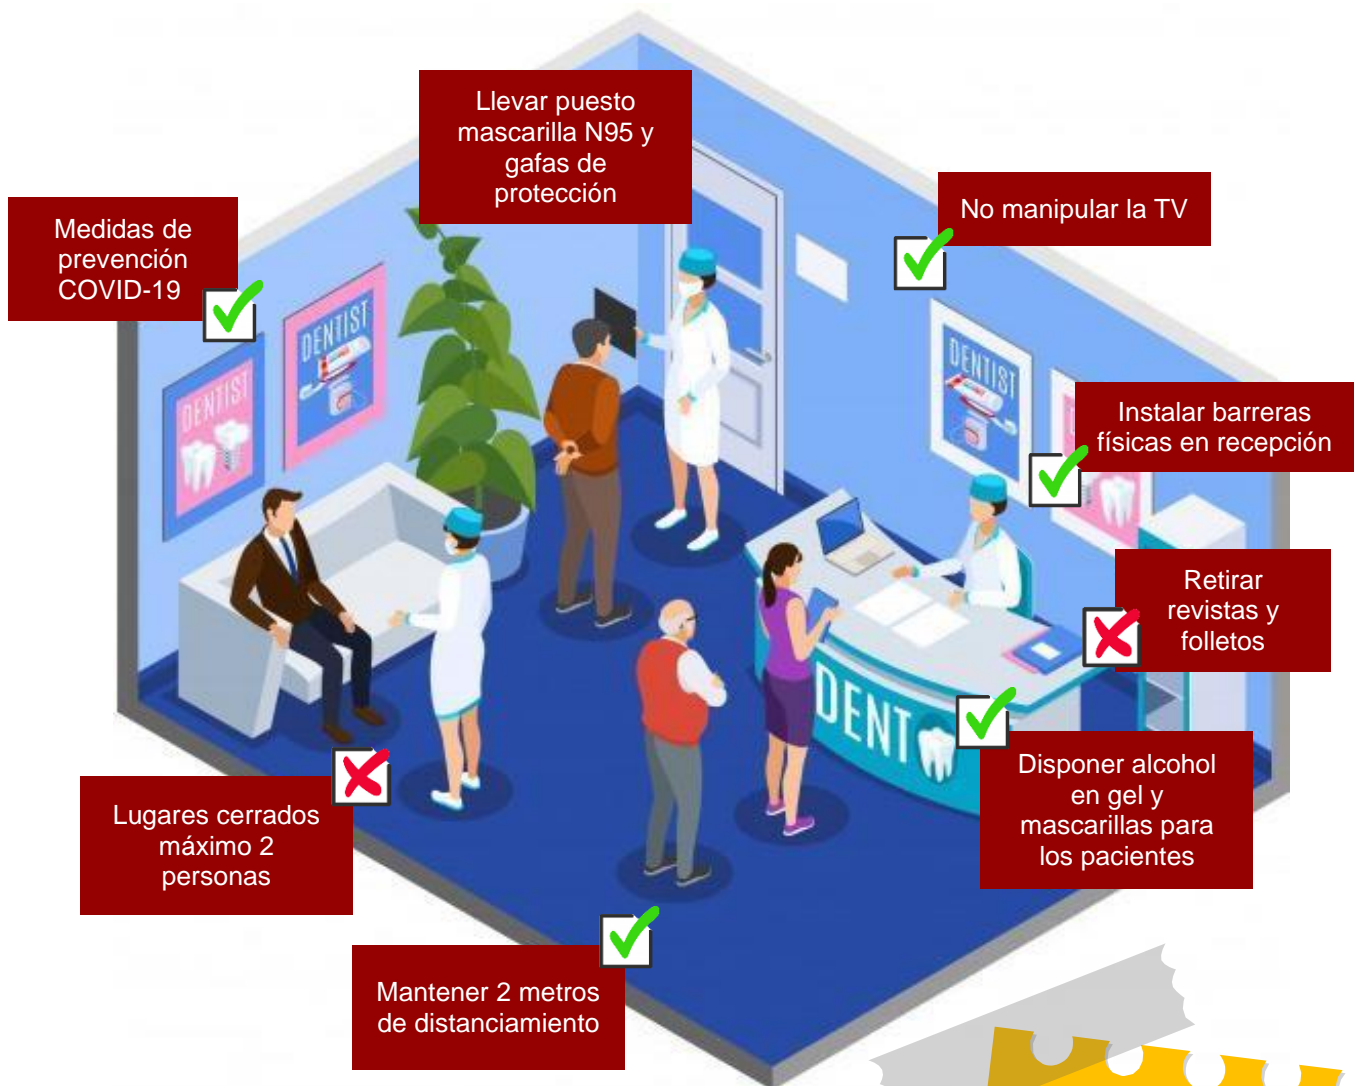 Llevar puesto
mascarilla N95 y
gafas de
protección
No manipular la TV
Medidas de
prevención
COVID-19
DENTIST
DENTIST
DENTIST
Instalar barreras
físicas en recepción
Retirar
revistas y
folletos
DENT
Disponer alcohol
en gel y
mascarillas para
los pacientes
Lugares cerrados
máximo 2
personas
Mantener 2 metros
de distanciamiento